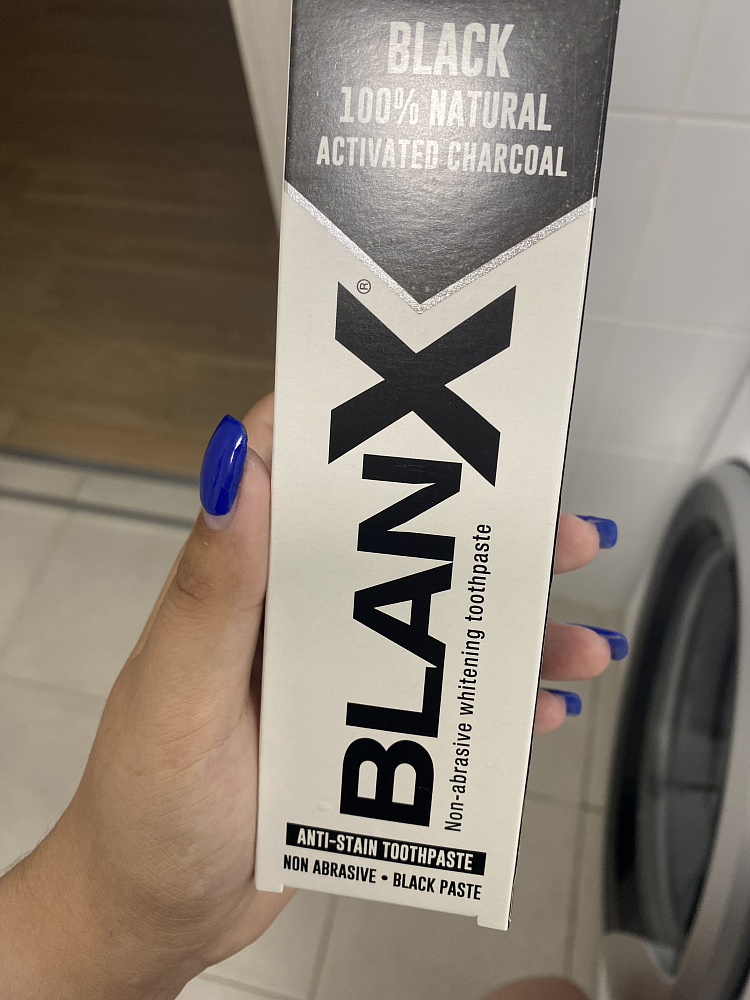 BLACK
100% NATURAL
ACTIVATED CHARCOAL
BLANX®
Non-abrasive whitening toothpaste
ANTI-STAIN TOOTHPASTE
NON ABRASIVE • BLACK PASTE